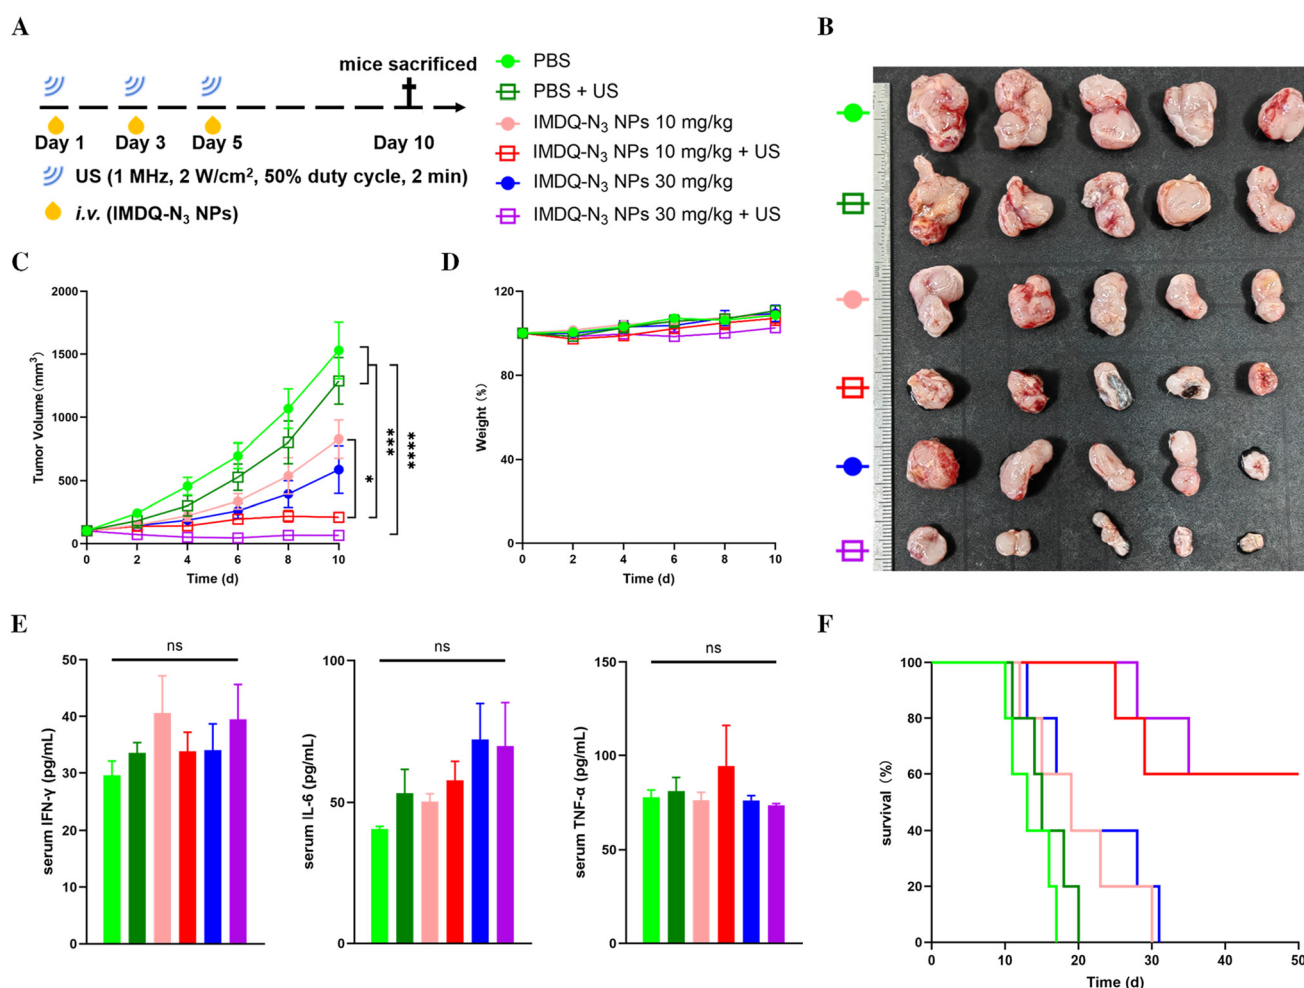 A
mice sacrificed
Day 1 Day 3 Day 5 Day 10
US (1 MHz, 2 W/cm², 50% duty cycle, 2 min)
i.v. (IMDQ-N₃ NPs)
PBS
PBS + US
IMDQ-N₃ NPs 10 mg/kg
IMDQ-N₃ NPs 10 mg/kg + US
IMDQ-N₃ NPs 30 mg/kg
IMDQ-N₃ NPs 30 mg/kg + US
B
C
Tumor Volume(mm³)
2000
1500
1000
500
0
0 2 4 6 8 10
Time (d)
*
***
****
D
Weight (%)
120
80
40
0
0 2 4 6 8 10
Time (d)
E
ns
serum IFN-γ (pg/mL)
50
40
30
20
10
0
ns
serum IL-6 (pg/mL)
100
50
0
ns
serum TNF-α (pg/mL)
150
100
50
0
F
survival (%)
100
80
60
40
20
0
0 10 20 30 40 50
Time (d)